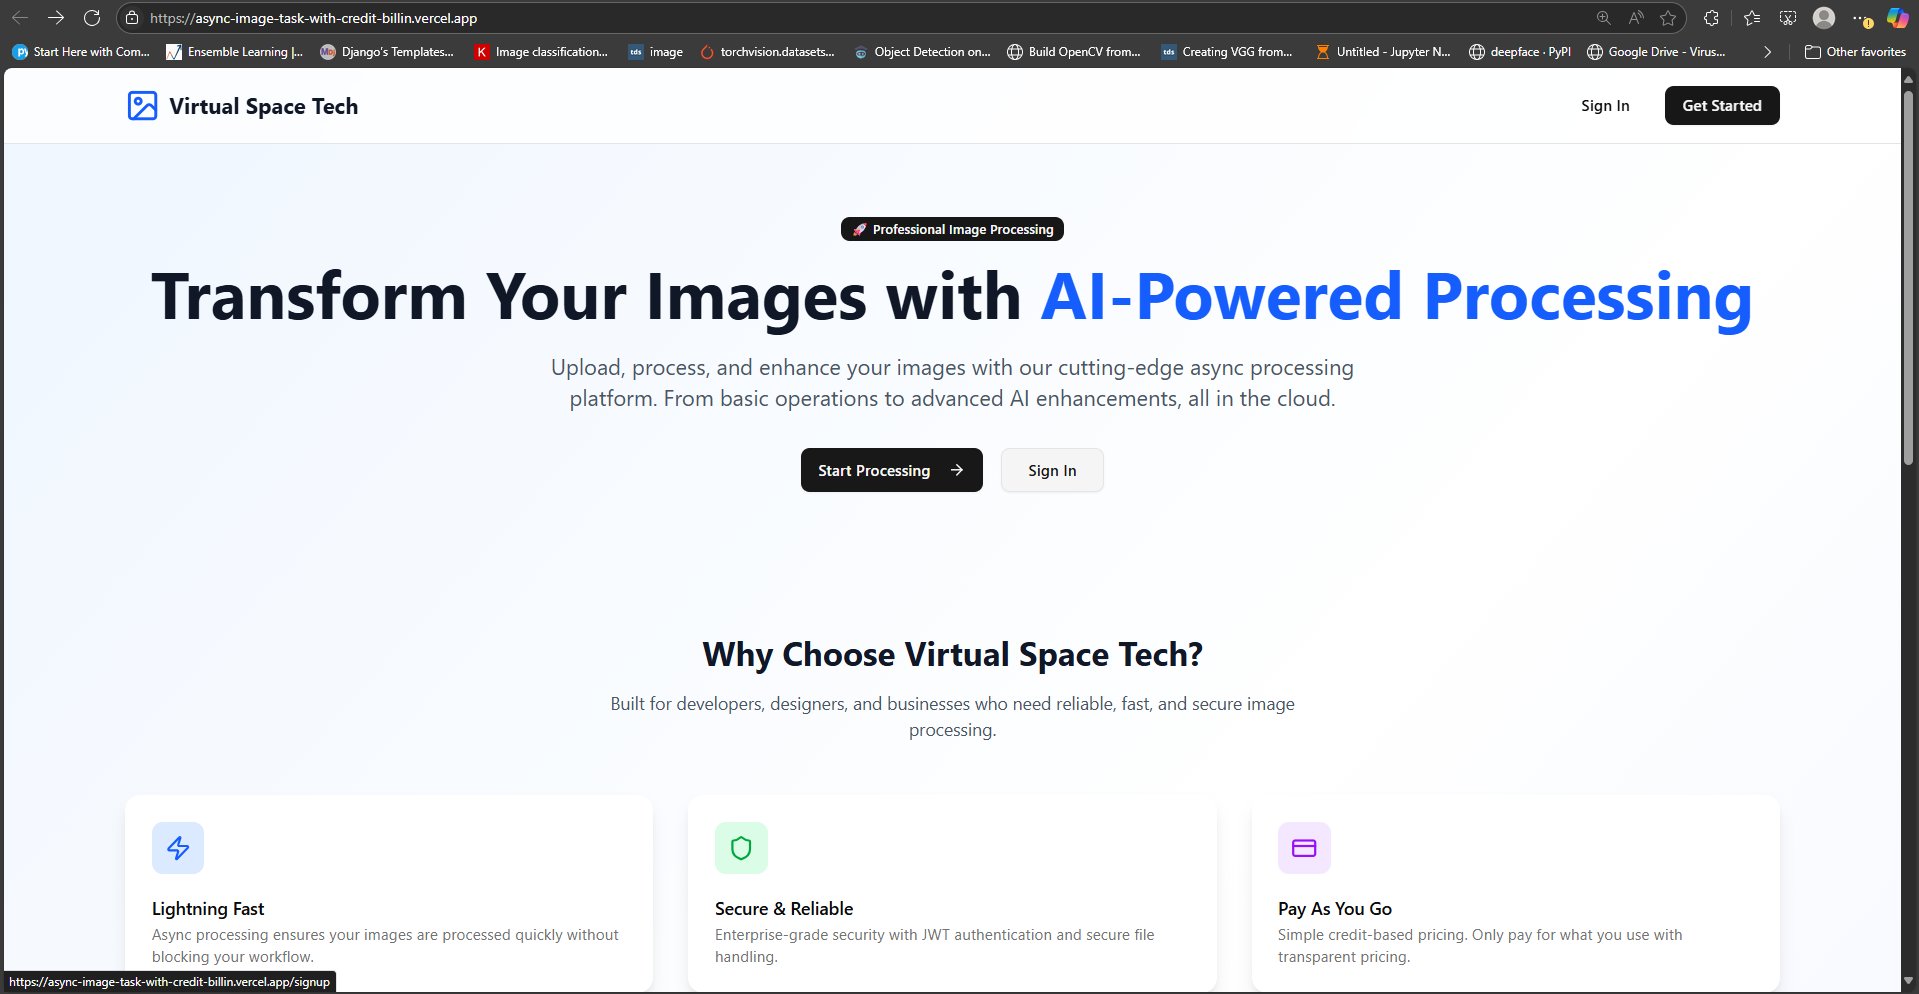 https://async-image-task-with-credit-billin.vercel.app
Start Here with Com... Ensemble Learning |... Django's Templates... Image classification... image torchvision.datasets... Object Detection on... Build OpenCV from... Creating VGG from... Untitled - Jupyter N... deepface · PyPI Google Drive - Virus... Other favorites
Virtual Space Tech
Sign In
Get Started
🚀 Professional Image Processing
Transform Your Images with AI-Powered Processing
Upload, process, and enhance your images with our cutting-edge async processing
platform. From basic operations to advanced AI enhancements, all in the cloud.
Start Processing →
Sign In
Why Choose Virtual Space Tech?
Built for developers, designers, and businesses who need reliable, fast, and secure image
processing.
Lightning Fast
Async processing ensures your images are processed quickly without
blocking your workflow.
Secure & Reliable
Enterprise-grade security with JWT authentication and secure file
handling.
Pay As You Go
Simple credit-based pricing. Only pay for what you use with
transparent pricing.
https://async-image-task-with-credit-billin.vercel.app/signup